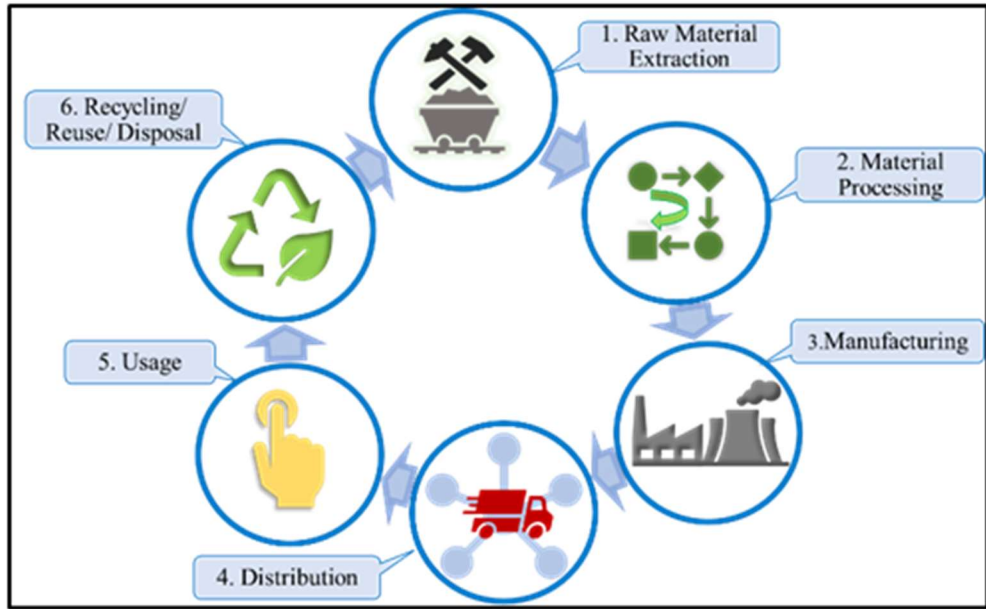 1. Raw Material
Extraction
2. Material
Processing
3.Manufacturing
4. Distribution
5. Usage
6. Recycling/
Reuse/ Disposal